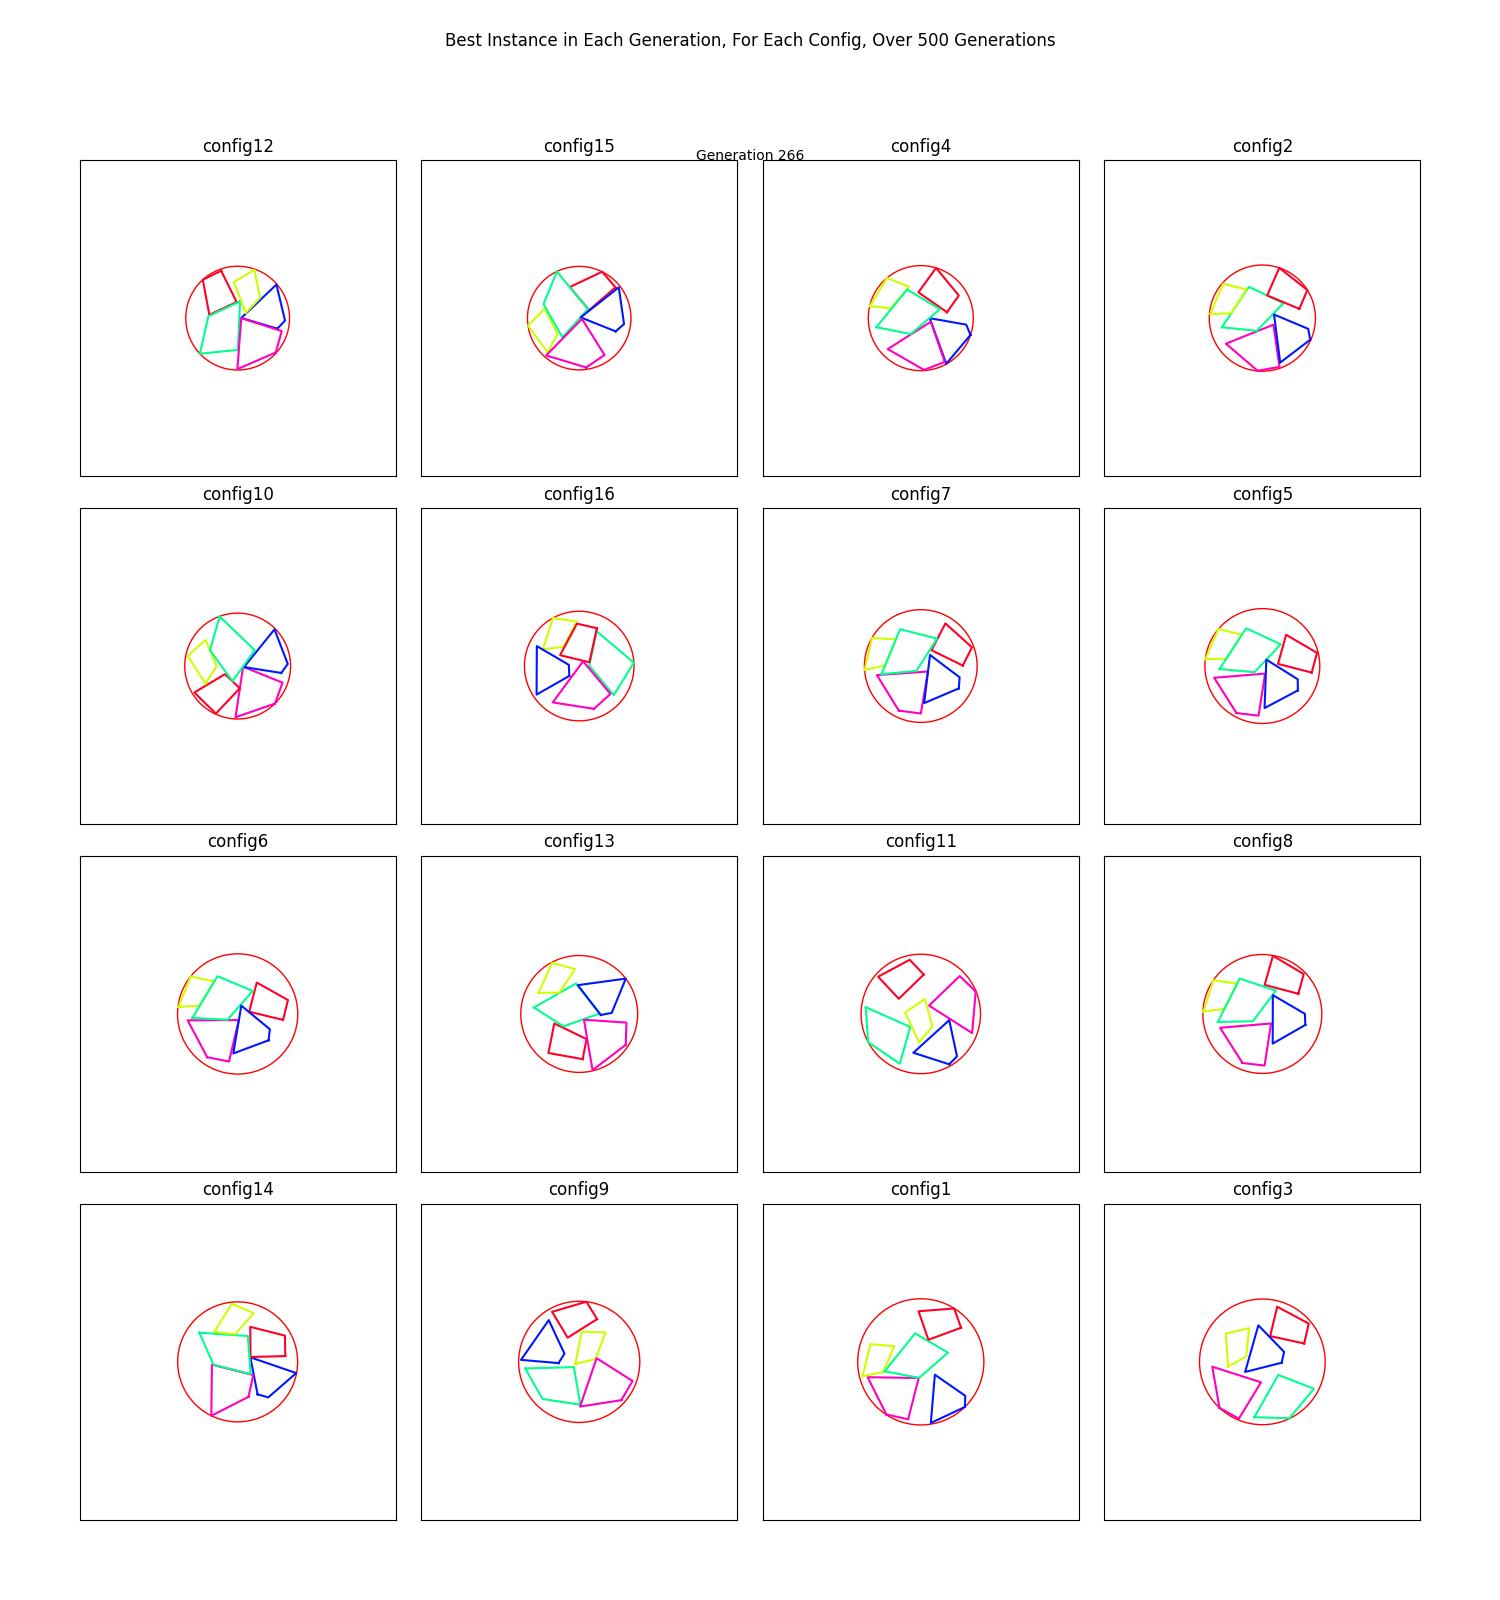 Best Instance in Each Generation, For Each Config, Over 500 Generations
Generation 266
config12
config15
config4
config2
config10
config16
config7
config5
config6
config13
config11
config8
config14
config9
config1
config3